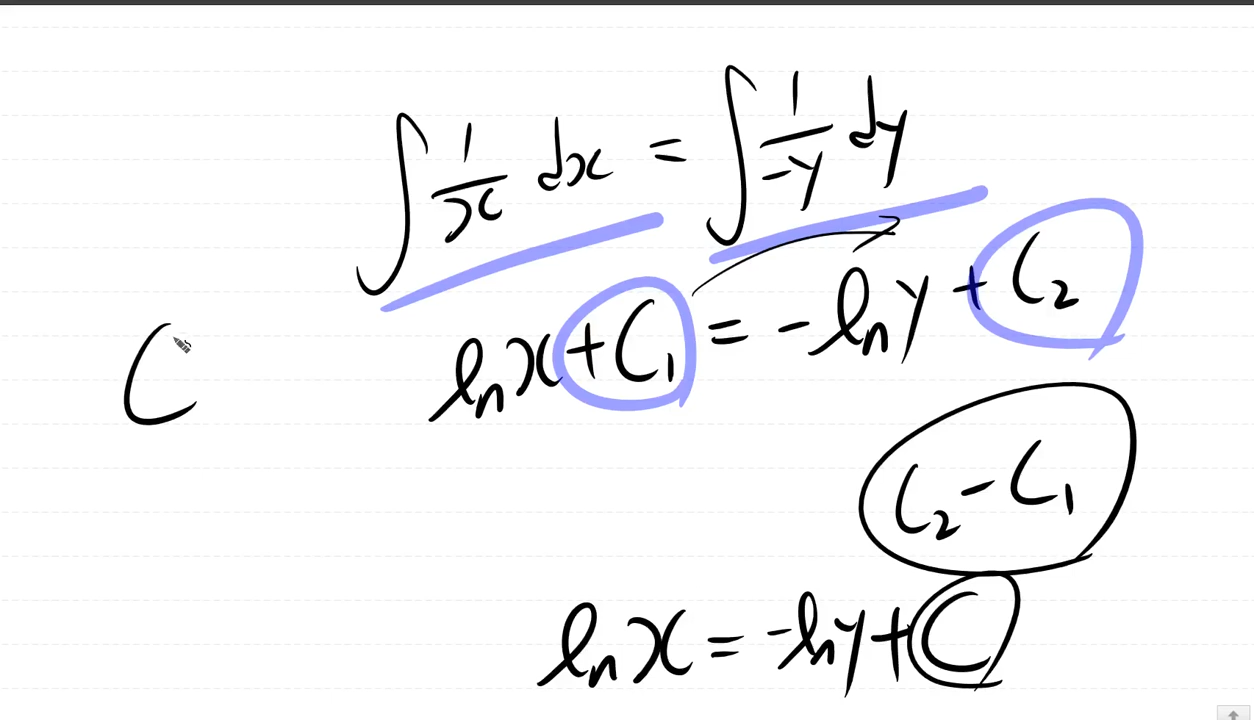 ∫ 1/x dx = ∫ 1/-y dy
ln x + C₁ = -ln y + C₂
C
C₂ - C₁
ln x = -ln y + C